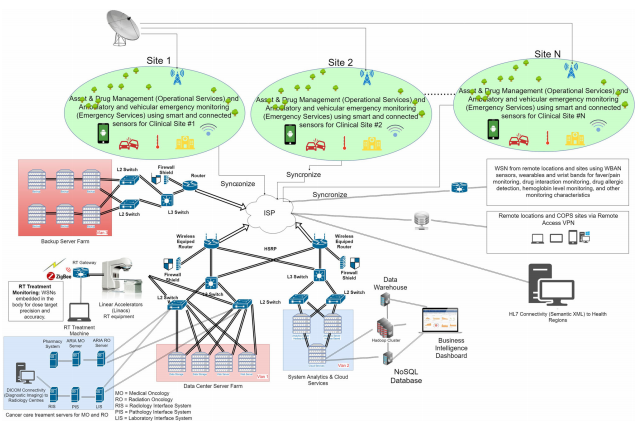 Site 1
Site 2
Site N
Asset & Drug Management (Operational Services) and
Ambulatory and vehicular emergency monitoring
(Emergency Services) using smart and connected
sensors for Clinical Site #1
Asset & Drug Management (Operational Services) and
Ambulatory and vehicular emergency monitoring
(Emergency Services) using smart and connected
sensors for Clinical Site #2
Asset & Drug Management (Operational Services) and
Ambulatory and vehicular emergency monitoring
(Emergency Services) using smart and connected
sensors for Clinical Site #N
Syncronize
Syncronize
Syncronize
L2 Switch
Firewall
Shield
Router
L2 Switch
L3 Switch
Backup Server Farm
ISP
WSN from remote locations and sites using WBAN
sensors, wearables and wrist bands for fever/pain
monitoring, drug interaction monitoring, drug allergic
detection, hemoglobin level monitoring, and other
monitoring characteristics
Remote locations and COPS sites via Remote
Access VPN
HL7 Connectivity (Semantic XML) to Health
Regions
Wireless
Equiped
Router
HSRP
Wireless
Equiped
Router
Firewall
Shield
Firewall
Shield
L3 Switch
L2 Switch
L2 Switch
L2 Switch
RT Treatment
Monitoring: WSNs
embedded in the
body for dose target
precision and
accuracy.
RT Gateway
ZigBee
RT Treatment
Machine
Linear Accelerators
(Linacs)
RT equipment
Pharmacy
System
ARIA MO
Server
ARIA RO
Server
DICOM Connectivity
(Diagnostic Imaging) to
Radiology Centres
RIS
PIS
LIS
Cancer care treament servers for MO and RO
Data Center Server Farm
MO = Medical Oncology
RO = Radiation Oncology
RIS = Radiology Interface System
PIS = Pathology Interface System
LIS = Laboratory Interface System
System Analytics & Cloud
Services
Data
Warehouse
Hadoop Cluster
NoSQL
Database
Business
Intelligence
Dashboard